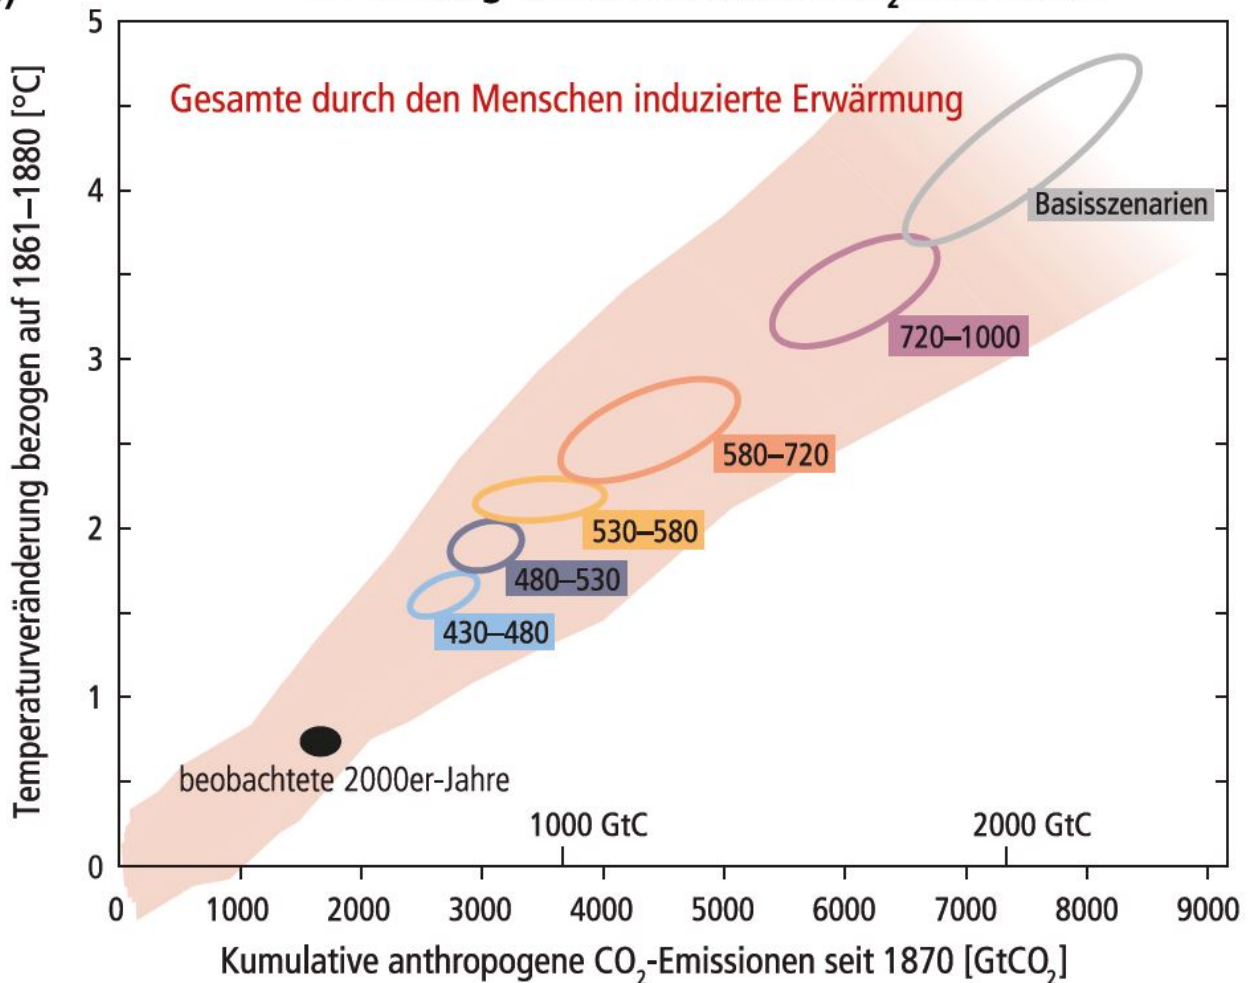 Gesamte durch den Menschen induzierte Erwärmung
Temperaturveränderung bezogen auf 1861–1880 [°C]
5
4
3
2
1
0
Basisszenarien
720–1000
580–720
530–580
480–530
430–480
beobachtete 2000er-Jahre
1000 GtC
2000 GtC
0 1000 2000 3000 4000 5000 6000 7000 8000 9000
Kumulative anthropogene CO₂-Emissionen seit 1870 [GtCO₂]